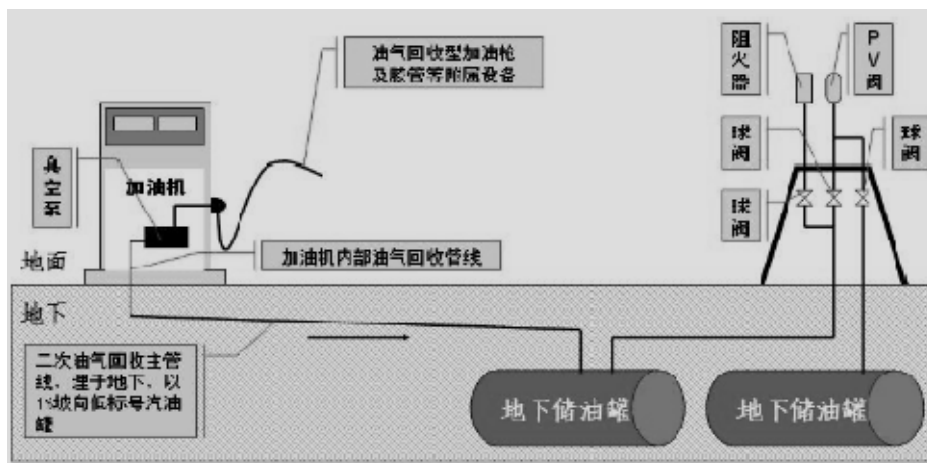 油气回收型加油枪
及胶管等附属设备
阻
火
器
P
V
阀
真
空
泵
加油机
球
阀
球
阀
球
阀
地面
加油机内部油气回收管线
地下
二次油气回收主管
线，埋于地下，以
1%坡向低标号汽油
罐
地下储油罐
地下储油罐